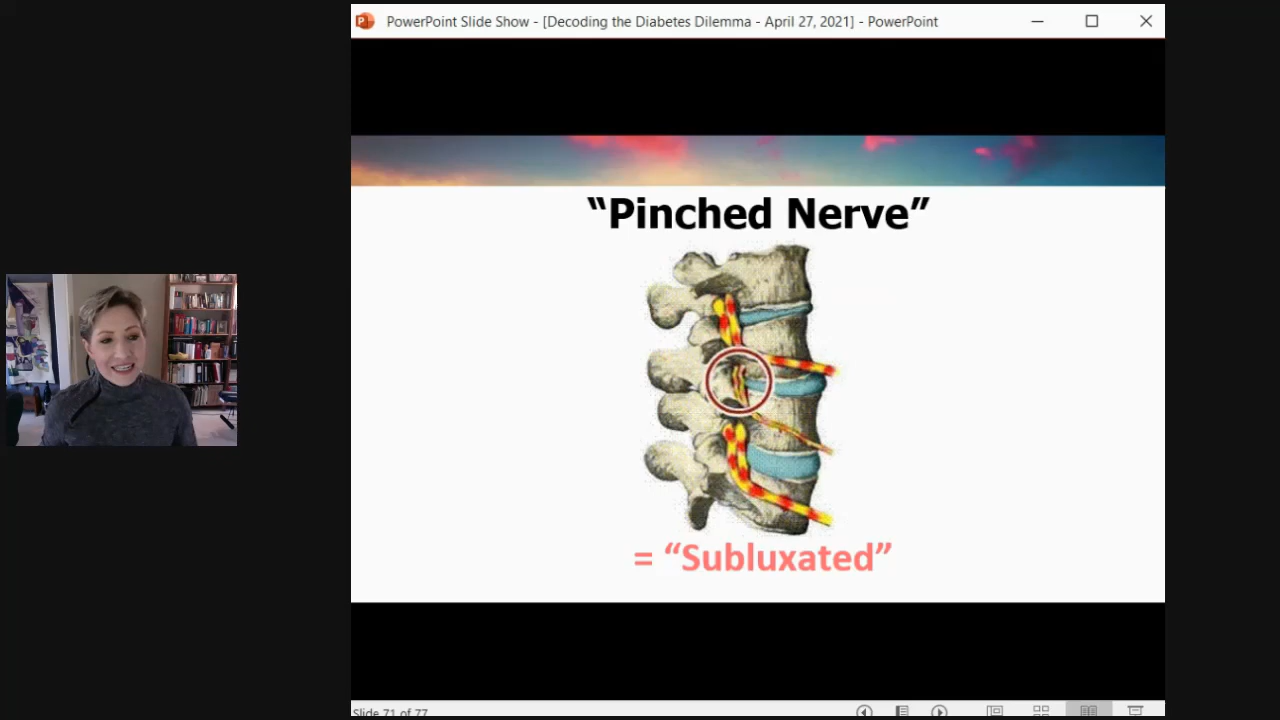 PowerPoint Slide Show - [Decoding the Diabetes Dilemma - April 27, 2021] - PowerPoint
“Pinched Nerve”
= “Subluxated”
Slide 71 of 77